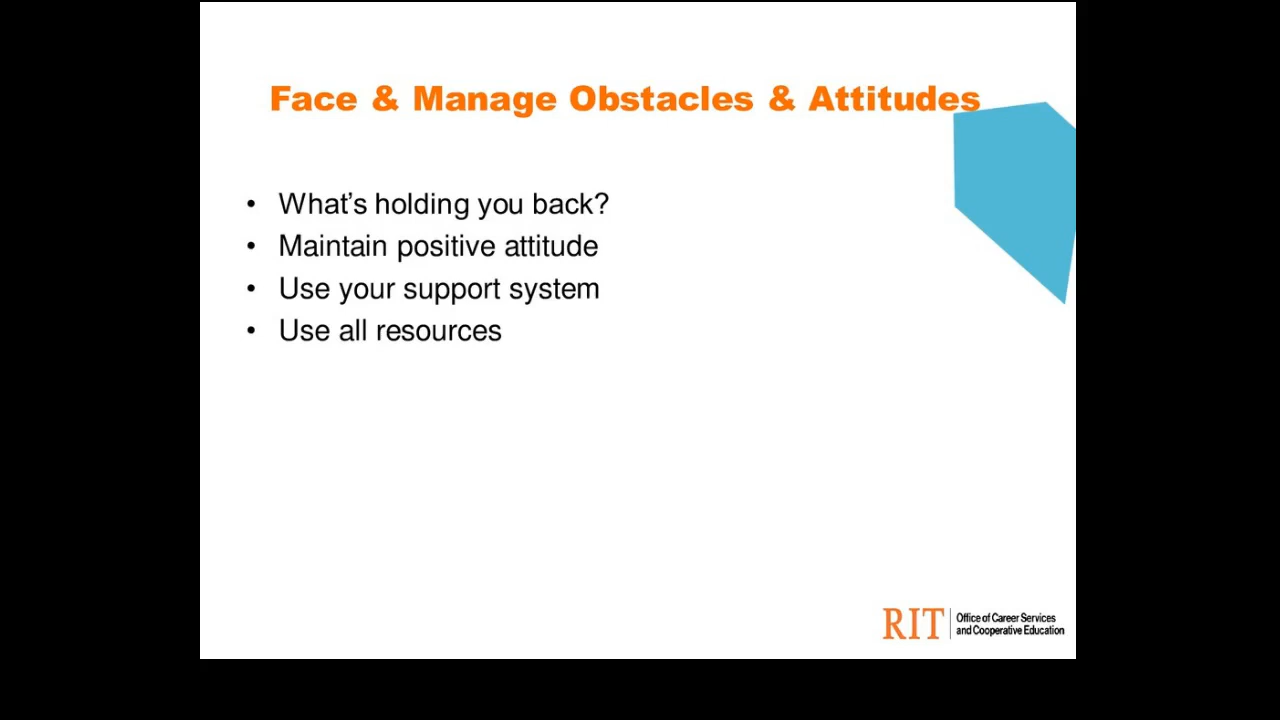 Face & Manage Obstacles & Attitudes
• What's holding you back?
• Maintain positive attitude
• Use your support system
• Use all resources
RIT
Office of Career Services
and Cooperative Education